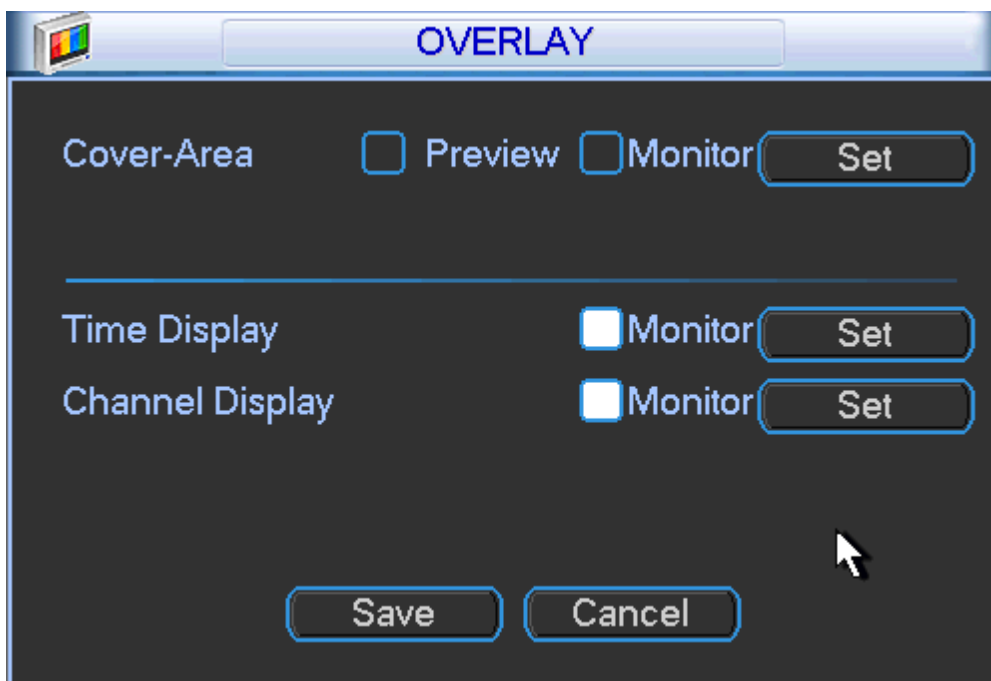 OVERLAY
Cover-Area Preview Monitor Set
Time Display Monitor Set
Channel Display Monitor Set
Save Cancel